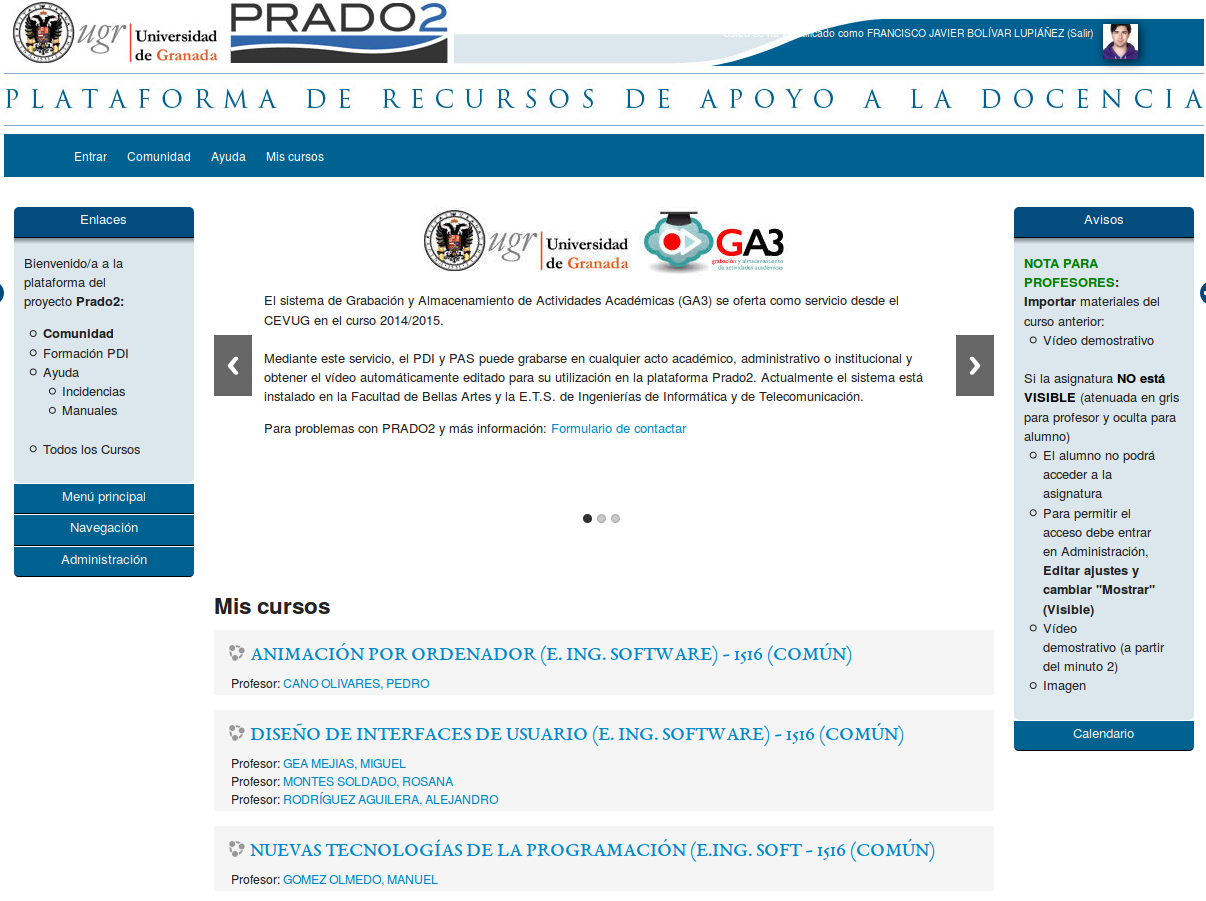 ugr Universidad
de Granada
PRADO2
como FRANCISCO JAVIER BOLÍVAR LUPIÁÑEZ (Salir)
PLATAFORMA DE RECURSOS DE APOYO A LA DOCENCIA
Entrar Comunidad Ayuda Mis cursos
Enlaces
Bienvenido/a a la
plataforma del
proyecto Prado2:
Comunidad
Formación PDI
Ayuda
Incidencias
Manuales
Todos los Cursos
Menú principal
Navegación
Administración
ugr Universidad
de Granada
GA3
grabación y almacenamiento
de actividades académicas
El sistema de Grabación y Almacenamiento de Actividades Académicas (GA3) se oferta como servicio desde el
CEVUG en el curso 2014/2015.
Mediante este servicio, el PDI y PAS puede grabarse en cualquier acto académico, administrativo o institucional y
obtener el vídeo automáticamente editado para su utilización en la plataforma Prado2. Actualmente el sistema está
instalado en la Facultad de Bellas Artes y la E.T.S. de Ingenierías de Informática y de Telecomunicación.
Para problemas con PRADO2 y más información: Formulario de contactar
Mis cursos
ANIMACIÓN POR ORDENADOR (E. ING. SOFTWARE) - 1516 (COMÚN)
Profesor: CANO OLIVARES, PEDRO
DISEÑO DE INTERFACES DE USUARIO (E. ING. SOFTWARE) - 1516 (COMÚN)
Profesor: GEA MEJIAS, MIGUEL
Profesor: MONTES SOLDADO, ROSANA
Profesor: RODRÍGUEZ AGUILERA, ALEJANDRO
NUEVAS TECNOLOGÍAS DE LA PROGRAMACIÓN (E.ING. SOFT - 1516 (COMÚN)
Profesor: GOMEZ OLMEDO, MANUEL
Avisos
NOTA PARA
PROFESORES:
Importar materiales del
curso anterior:
Vídeo demostrativo
Si la asignatura NO está
VISIBLE (atenuada en gris
para profesor y oculta para
alumno)
El alumno no podrá
acceder a la
asignatura
Para permitir el
acceso debe entrar
en Administración,
Editar ajustes y
cambiar "Mostrar"
(Visible)
Vídeo
demostrativo (a partir
del minuto 2)
Imagen
Calendario